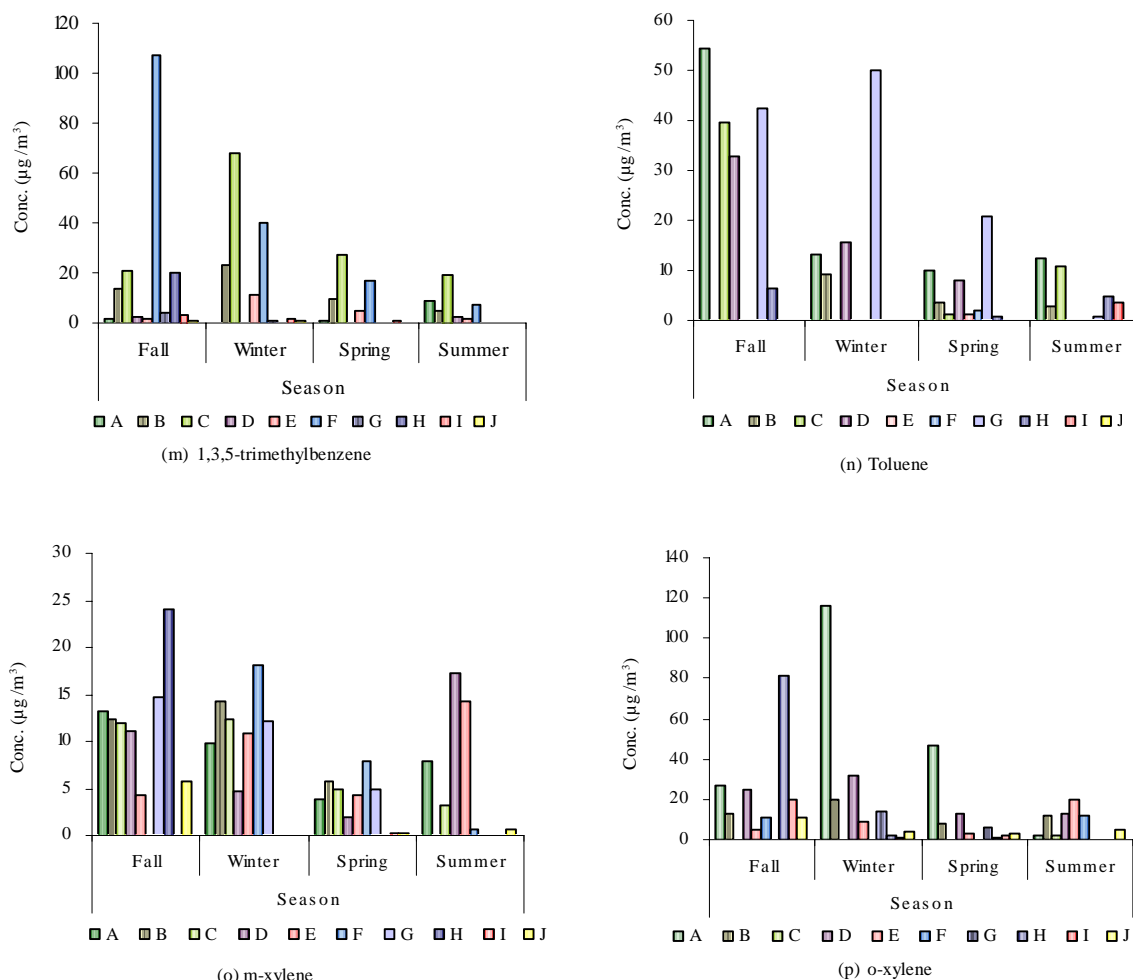 120
100
80
60
40
20
0
Conc. (µg/m³)
Fall Winter Spring Summer
Season
A B C D E F G H I J
(m) 1,3,5-trimethylbenzene
60
50
40
30
20
10
0
Conc. (µg/m³)
Fall Winter Spring Summer
Season
A B C D E F G H I J
(n) Toluene
30
25
20
15
10
5
0
Conc. (µg/m³)
Fall Winter Spring Summer
Season
A B C D E F G H I J
(o) m-xylene
140
120
100
80
60
40
20
0
Conc. (µg/m³)
Fall Winter Spring Summer
Season
A B C D E F G H I J
(p) o-xylene